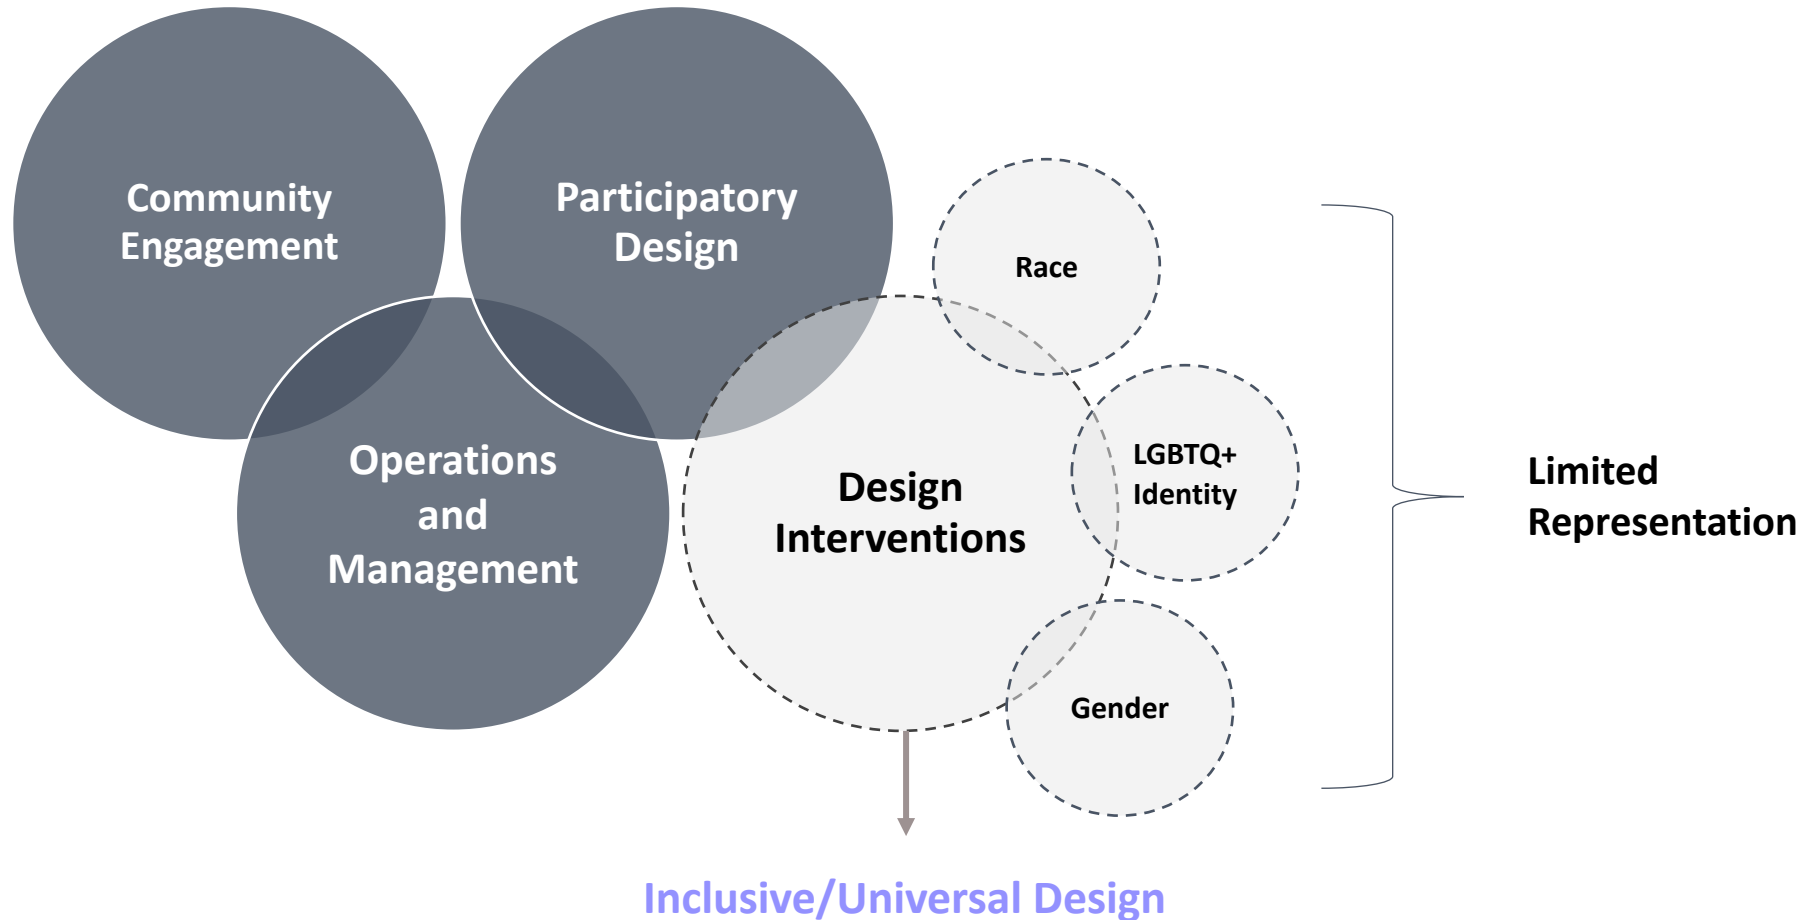 Community
Engagement
Participatory
Design
Race
Operations
and
Management
Design
Interventions
LGBTQ+
Identity
Gender
Limited
Representation
Inclusive/Universal Design